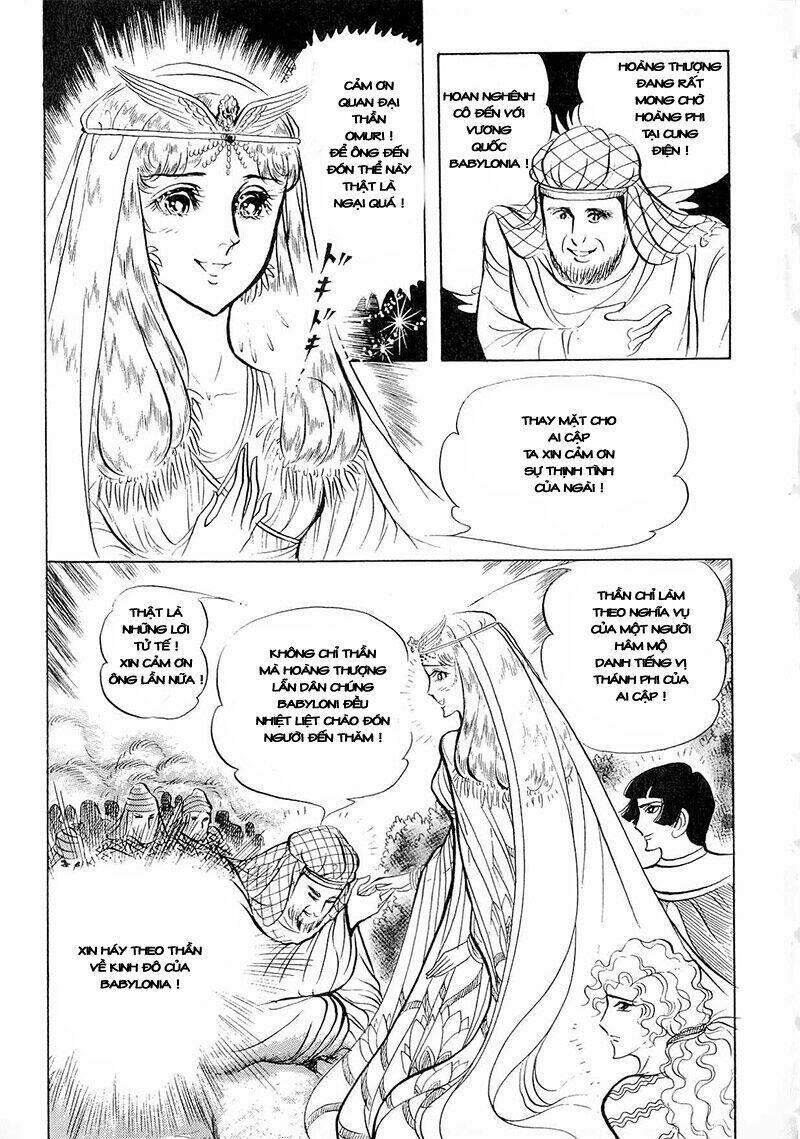 HOÀNG THƯỢNG
ĐANG RẤT
MONG CHỜ
HOÀNG PHI
TẠI CUNG
ĐIỆN !
HOAN NGHÊNH
CÔ ĐẾN VỚI
VƯƠNG
QUỐC
BABYLONIA !
CẢM ƠN
QUAN ĐẠI
THẦN
OMURI !
ĐỂ ÔNG ĐẾN
ĐÓN THỂ NÀY
THẬT LÀ
NGẠI QUÁ !
ドキドキ
THAY MẶT CHO
AI CẬP
TA XIN CẢM ƠN
SỰ THỊNH TÌNH
CỦA NGÀI !
THẦN CHỈ LÀM
THEO NGHĨA VỤ
CỦA MỘT NGƯỜI
HÂM MỘ
DANH TIẾNG VỊ
THÁNH PHI CỦA
AI CẬP !
KHÔNG CHỈ THẦN
MÀ HOÀNG THƯỢNG
LẪN DÂN CHÚNG
BABYLONI ĐỀU
NHIỆT LIỆT CHÀO ĐÓN
NGƯỜI ĐẾN THĂM !
THẬT LÀ
NHỮNG LỜI
TỬ TẾ !
XIN CẢM ƠN
ÔNG LẦN NỮA !
XIN HÁY THEO THẦN
VỀ KINH ĐÔ CỦA
BABYLONIA !